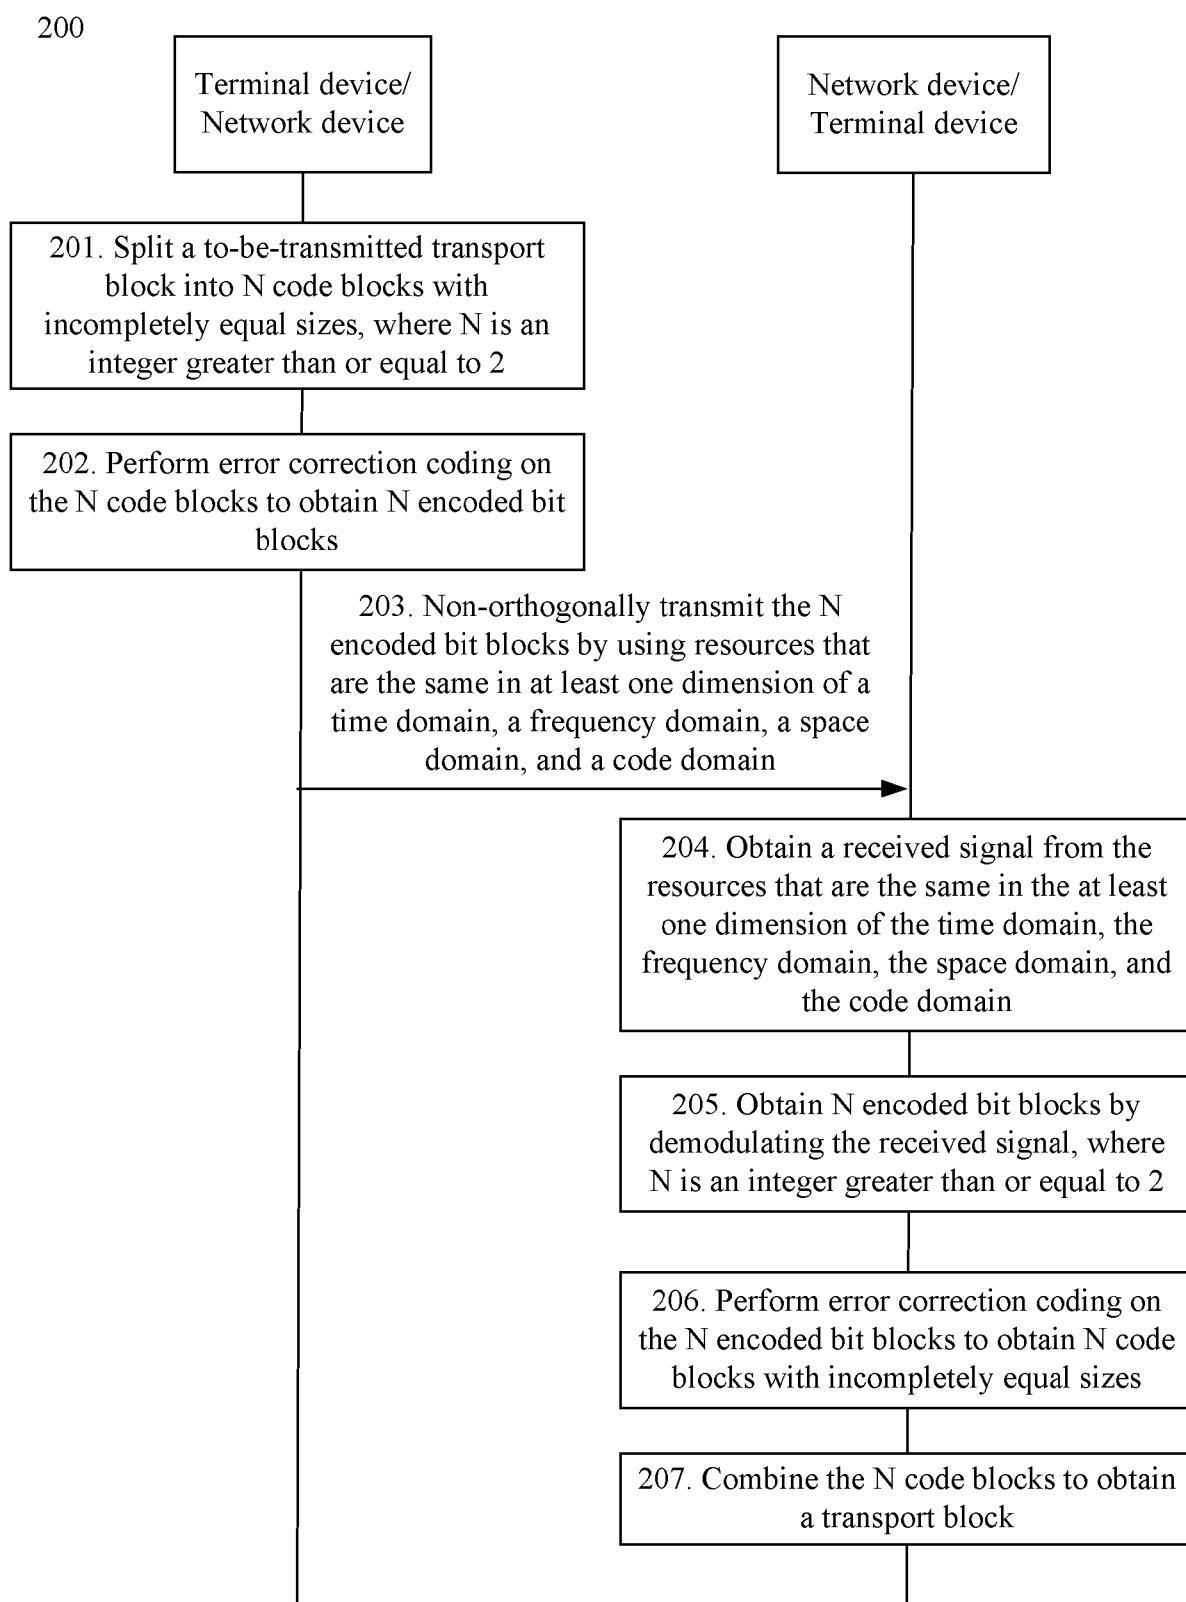 200
Terminal device/
Network device
Network device/
Terminal device
201. Split a to-be-transmitted transport
block into N code blocks with
incompletely equal sizes, where N is an
integer greater than or equal to 2
202. Perform error correction coding on
the N code blocks to obtain N encoded bit
blocks
203. Non-orthogonally transmit the N
encoded bit blocks by using resources that
are the same in at least one dimension of a
time domain, a frequency domain, a space
domain, and a code domain
204. Obtain a received signal from the
resources that are the same in the at least
one dimension of the time domain, the
frequency domain, the space domain, and
the code domain
205. Obtain N encoded bit blocks by
demodulating the received signal, where
N is an integer greater than or equal to 2
206. Perform error correction coding on
the N encoded bit blocks to obtain N code
blocks with incompletely equal sizes
207. Combine the N code blocks to obtain
a transport block